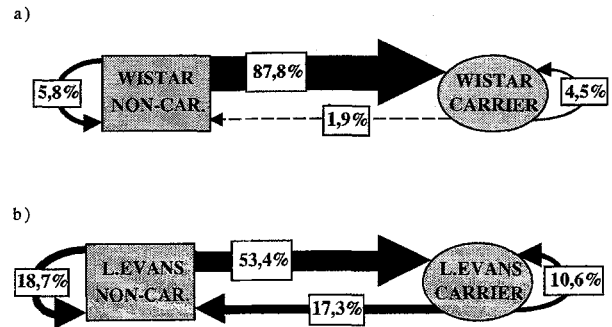 a)
5,8%
WISTAR
NON-CAR.
87,8%
1,9%
WISTAR
CARRIER
4,5%
b)
18,7%
L.EVANS
NON-CAR.
53,4%
17,3%
L.EVANS
CARRIER
10,6%